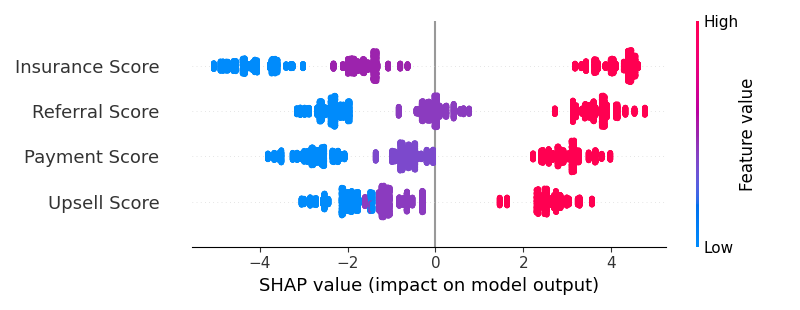 High
Insurance Score
Referral Score
Payment Score
Upsell Score
Feature value
Low
−4 −2 0 2 4
SHAP value (impact on model output)